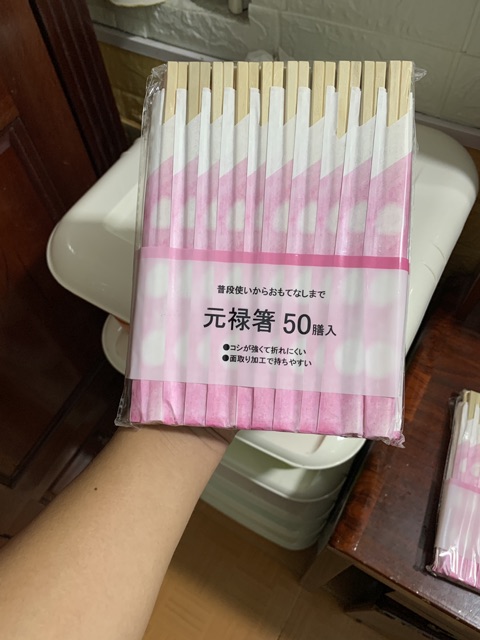 普段使いからおもてなしまで
元禄箸 50膳入
●コシが強くて折れにくい
●面取り加工で持ちやすい